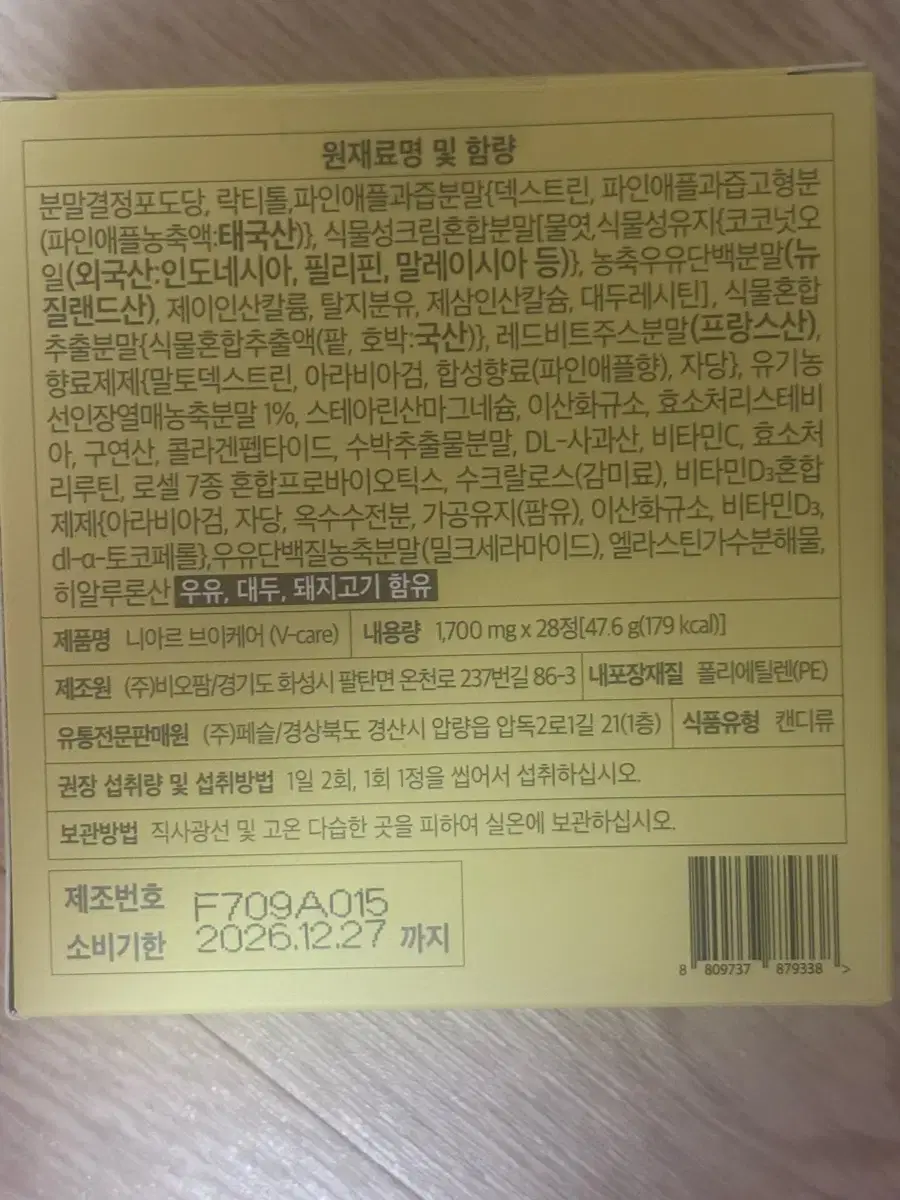 원재료명 및 함량
분말결정포도당, 락티톨,파인애플과즙분말{덱스트린, 파인애플과즙고형분
(파인애플농축액:태국산)}, 식물성크림혼합분말[물엿,식물성유지{코코넛오
일(외국산:인도네시아, 필리핀, 말레이시아 등)}, 농축우유단백분말(뉴
질랜드산), 제이인산칼륨, 탈지분유, 제삼인산칼슘, 대두레시틴], 식물혼합
추출분말{식물혼합추출액(팥, 호박:국산)}, 레드비트주스분말(프랑스산),
향료제제{말토덱스트린, 아라비아검, 합성향료(파인애플향), 자당}, 유기농
선인장열매농축분말 1%, 스테아린산마그네슘, 이산화규소, 효소처리스테비
아, 구연산, 콜라겐펩타이드, 수박추출물분말, DL-사과산, 비타민C, 효소처
리루틴, 로셀 7종 혼합프로바이오틱스, 수크랄로스(감미료), 비타민D₃혼합
제제{아라비아검, 자당, 옥수수전분, 가공유지(팜유), 이산화규소, 비타민D₃,
dl-α-토코페롤},우유단백질농축분말(밀크세라마이드), 엘라스틴가수분해물,
히알루론산 우유, 대두, 돼지고기 함유
제품명 니아르 브이케어 (V-care) 내용량 1,700 mg x 28정[47.6 g(179 kcal)]
제조원 (주)비오팜/경기도 화성시 팔탄면 온천로 237번길 86-3 내포장재질 폴리에틸렌(PE)
유통전문판매원 (주)페슬/경상북도 경산시 압량읍 압독2로1길 21(1층) 식품유형 캔디류
권장 섭취량 및 섭취방법 1일 2회, 1회 1정을 씹어서 섭취하십시오.
보관방법 직사광선 및 고온 다습한 곳을 피하여 실온에 보관하십시오.
제조번호 F709A015
소비기한 2026.12.27 까지
8 809737 879338 >